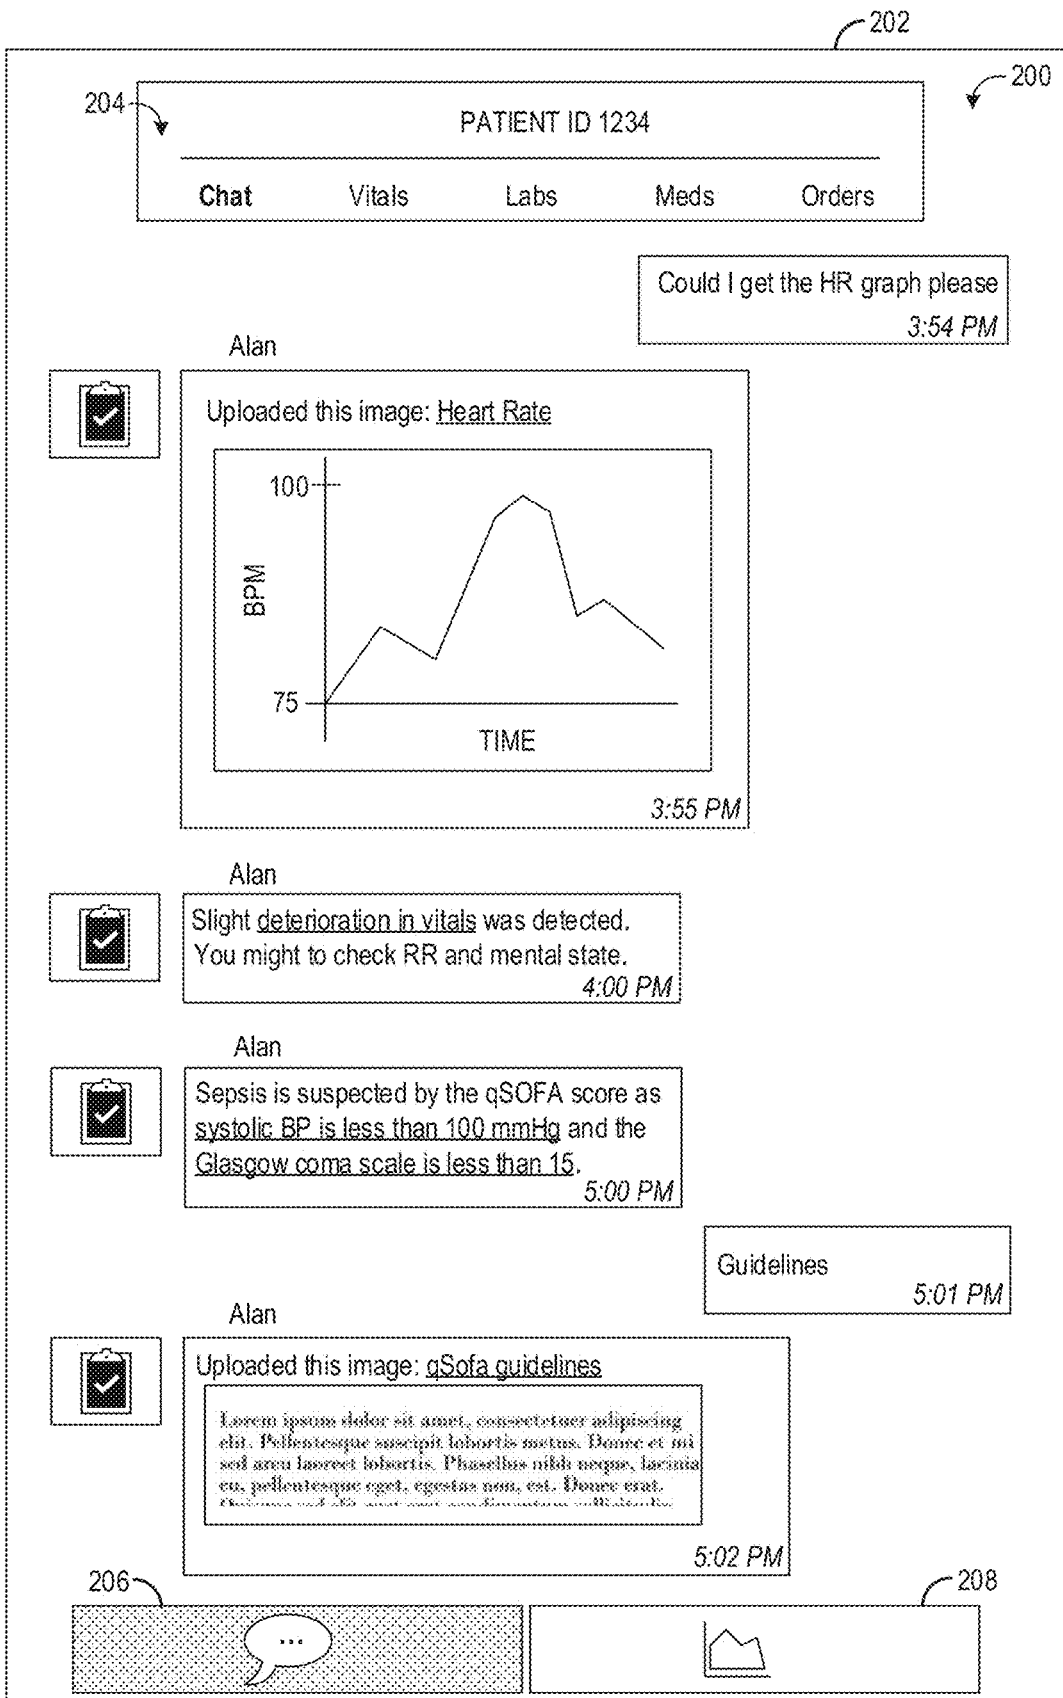 202
200
204
PATIENT ID 1234
Chat Vitals Labs Meds Orders
Could I get the HR graph please
3:54 PM
Alan
Uploaded this image: Heart Rate
100
BPM
75
TIME
3:55 PM
Alan
Slight deterioration in vitals was detected.
You might to check RR and mental state.
4:00 PM
Alan
Sepsis is suspected by the qSOFA score as
systolic BP is less than 100 mmHg and the
Glasgow coma scale is less than 15.
5:00 PM
Guidelines
5:01 PM
Alan
Uploaded this image: qSofa guidelines
Lorem ipsum dolor sit amet, consectetuer adipiscing
elit. Pellentesque suscipit lobortis metus. Donec et mi
sed arcu laoreet lobortis. Phasellus nibh neque, lacinia
eu, pellentesque eget, egestas non, est. Donec erat.
5:02 PM
206
208
...